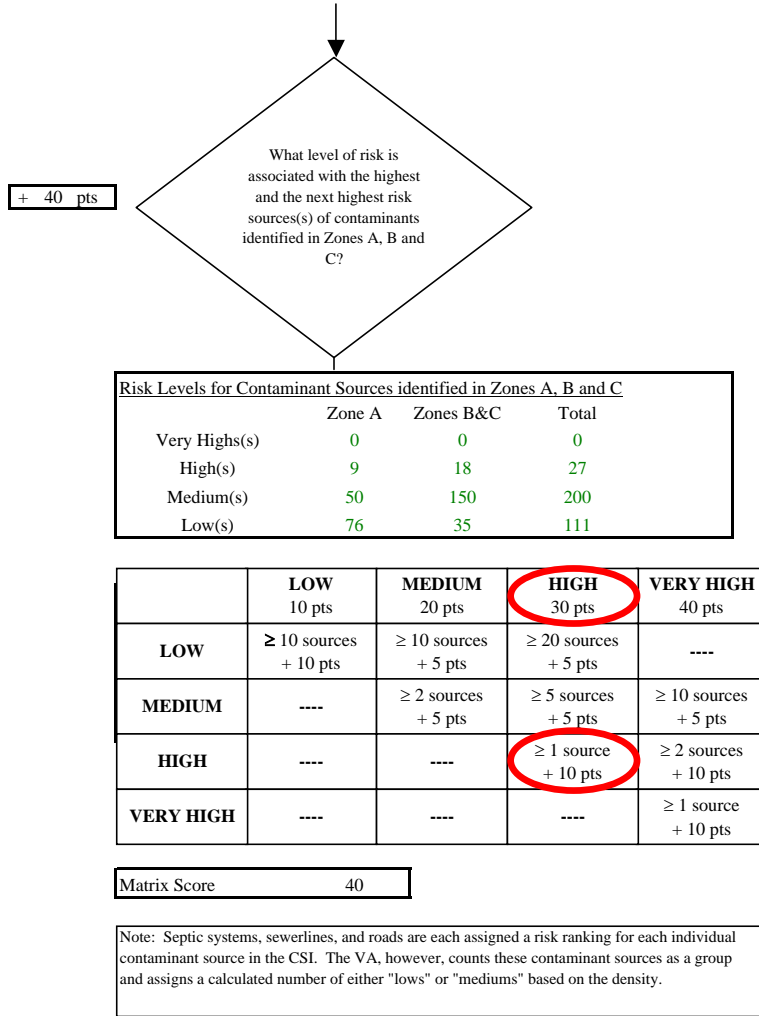 What level of risk is
associated with the highest
and the next highest risk
sources(s) of contaminants
identified in Zones A, B and
C?
+ 40 pts
Risk Levels for Contaminant Sources identified in Zones A, B and C
Zone A Zones B&C Total
Very Highs(s) 0 0 0
High(s) 9 18 27
Medium(s) 50 150 200
Low(s) 76 35 111
LOW MEDIUM HIGH VERY HIGH
10 pts 20 pts 30 pts 40 pts
LOW ≥ 10 sources ≥ 10 sources ≥ 20 sources ----
+ 10 pts + 5 pts + 5 pts
MEDIUM ---- ≥ 2 sources ≥ 5 sources ≥ 10 sources
+ 5 pts + 5 pts + 5 pts
HIGH ---- ---- ≥ 1 source ≥ 2 sources
+ 10 pts + 10 pts
VERY HIGH ---- ---- ---- ≥ 1 source
+ 10 pts
Matrix Score 40
Note: Septic systems, sewerlines, and roads are each assigned a risk ranking for each individual
contaminant source in the CSI. The VA, however, counts these contaminant sources as a group
and assigns a calculated number of either "lows" or "mediums" based on the density.